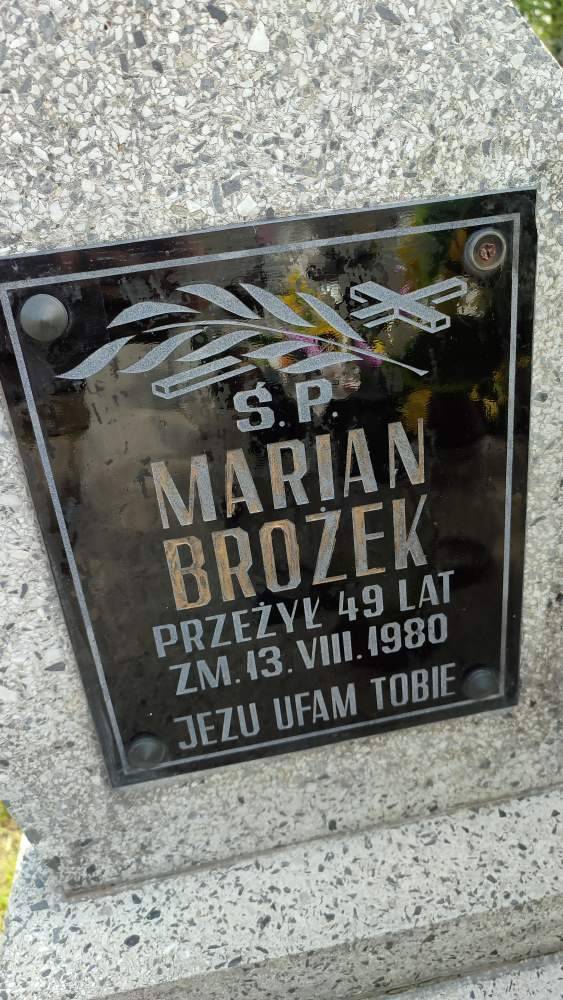 Ś.P.
MARIAN
BROŻEK
PRZEŻYŁ 49 LAT
ZM. 13. VIII. 1980
JEZU UFAM TOBIE